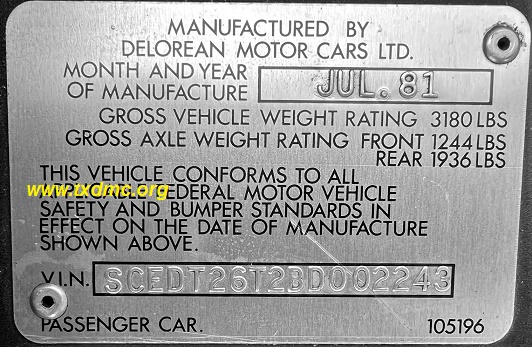 MANUFACTURED BY
DELOREAN MOTOR CARS LTD.
MONTH AND YEAR
OF MANUFACTURE JUL. 81
GROSS VEHICLE WEIGHT RATING 3180 LBS
GROSS AXLE WEIGHT RATING FRONT 1244 LBS
REAR 1936 LBS
THIS VEHICLE CONFORMS TO ALL
www.txdmc.org
FEDERAL MOTOR VEHICLE
SAFETY AND BUMPER STANDARDS IN
EFFECT ON THE DATE OF MANUFACTURE
SHOWN ABOVE.
V.I.N. SCEDT26T2BD002243
PASSENGER CAR. 105196